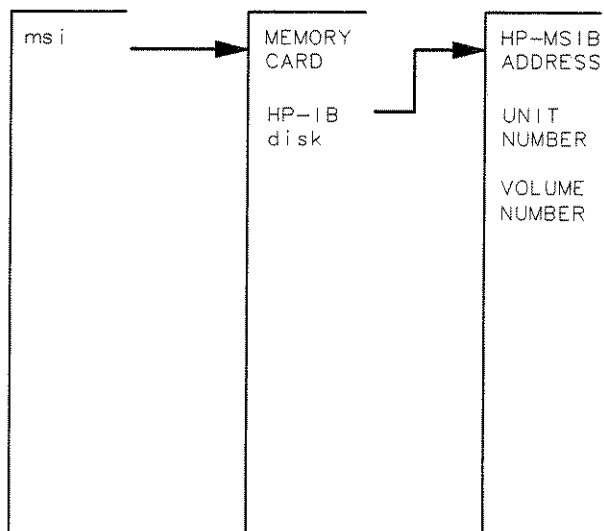 msi
MEMORY
CARD
HP-IB
disk
HP-MSIB
ADDRESS
UNIT
NUMBER
VOLUME
NUMBER